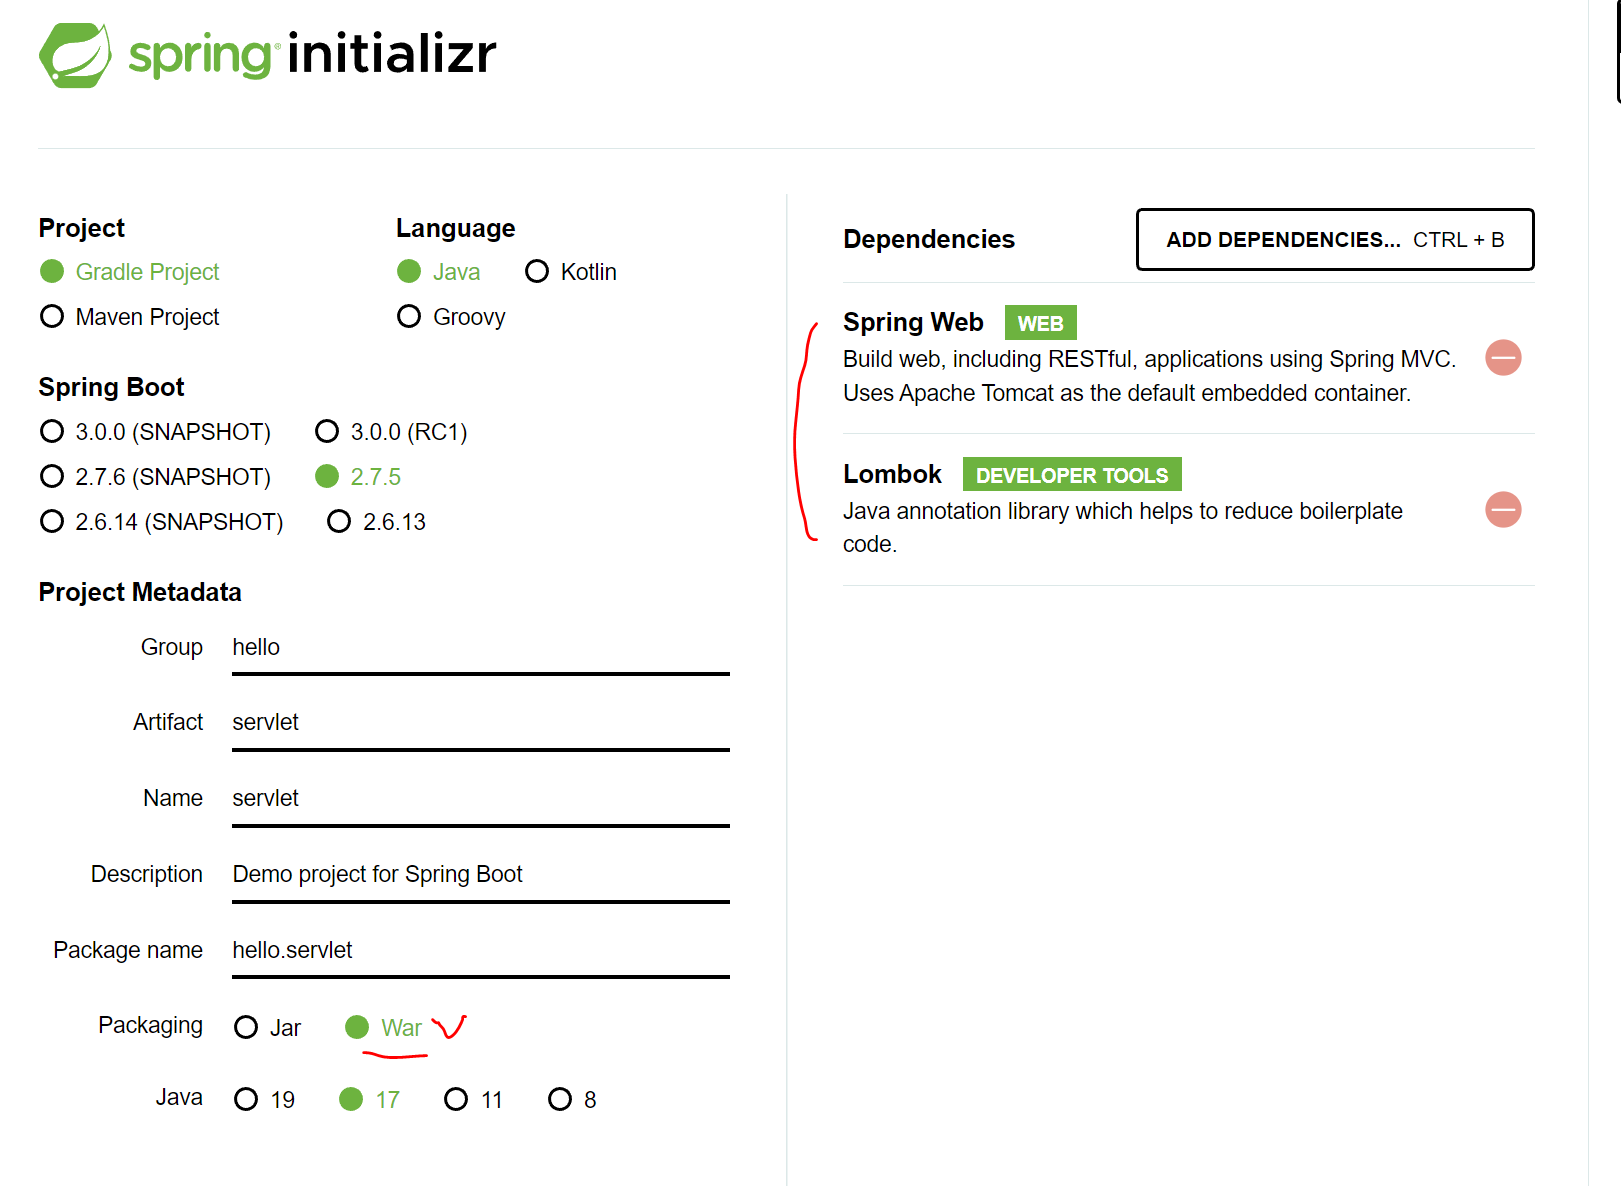 spring initializr
Project
Gradle Project
Maven Project
Language
Java Kotlin
Groovy
Spring Boot
3.0.0 (SNAPSHOT) 3.0.0 (RC1)
2.7.6 (SNAPSHOT) 2.7.5
2.6.14 (SNAPSHOT) 2.6.13
Project Metadata
Group hello
Artifact servlet
Name servlet
Description Demo project for Spring Boot
Package name hello.servlet
Packaging Jar War
Java 19 17 11 8
Dependencies ADD DEPENDENCIES... CTRL + B
Spring Web WEB
Build web, including RESTful, applications using Spring MVC.
Uses Apache Tomcat as the default embedded container.
Lombok DEVELOPER TOOLS
Java annotation library which helps to reduce boilerplate
code.